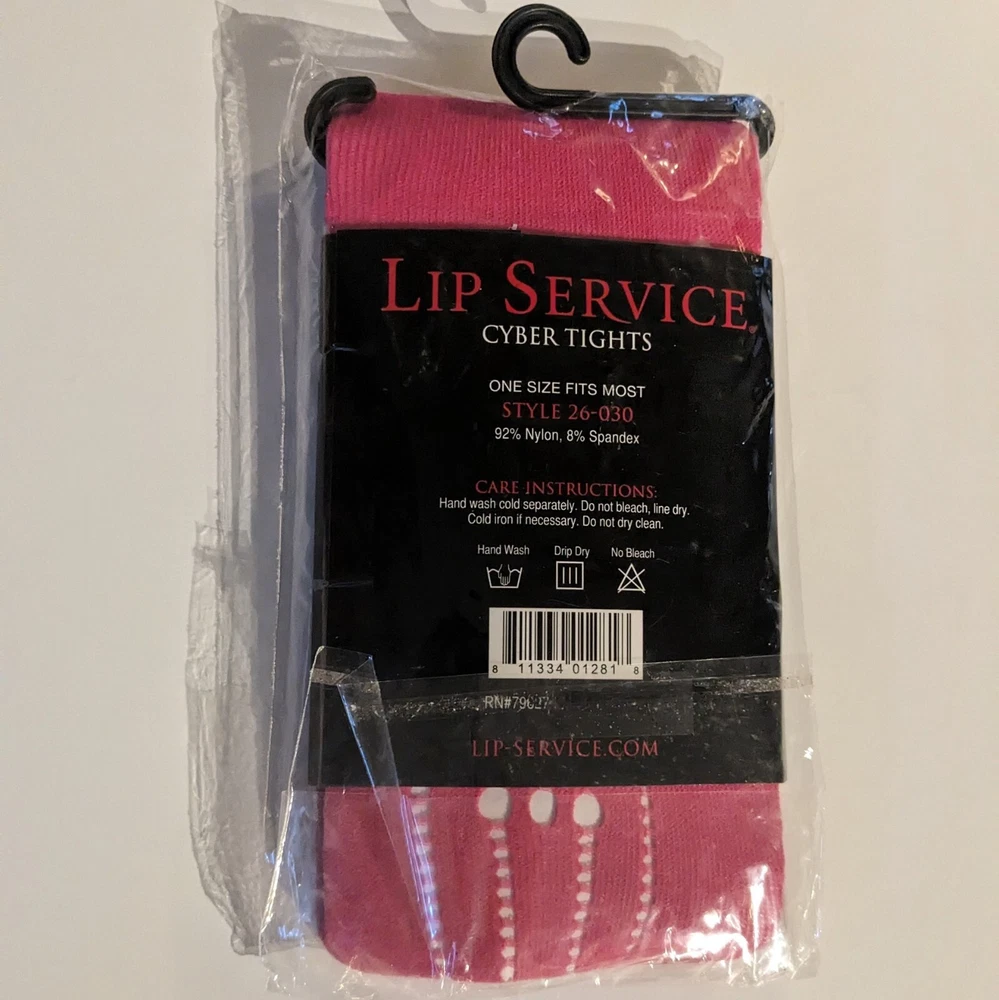 LIP SERVICE
CYBER TIGHTS
ONE SIZE FITS MOST
STYLE 26-030
92% Nylon, 8% Spandex
CARE INSTRUCTIONS:
Hand wash cold separately. Do not bleach, line dry.
Cold iron if necessary. Do not dry clean.
Hand Wash Drip Dry No Bleach
8 11334 01281 8
LIP-SERVICE.COM